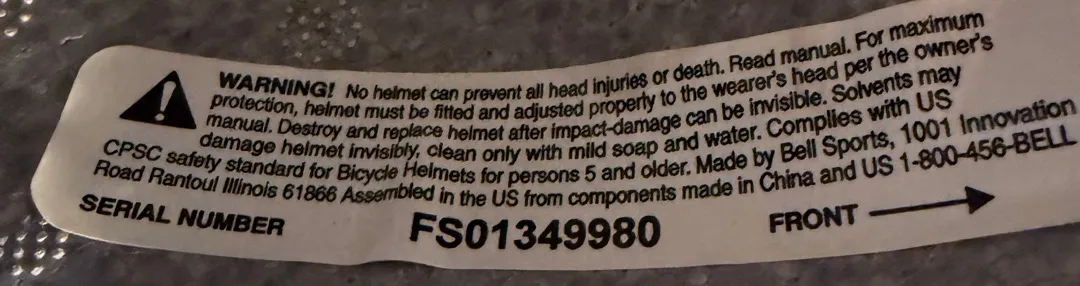 WARNING! No helmet can prevent all head injuries or death. Read manual. For maximum
protection, helmet must be fitted and adjusted properly to the wearer's head per the owner's
manual. Destroy and replace helmet after impact-damage can be invisible. Solvents may
damage helmet invisibly, clean only with mild soap and water. Complies with US
CPSC safety standard for Bicycle Helmets for persons 5 and older. Made by Bell Sports, 1001 Innovation
Road Rantoul Illinois 61866 Assembled in the US from components made in China and US 1-800-456-BELL
SERIAL NUMBER FS01349980 FRONT